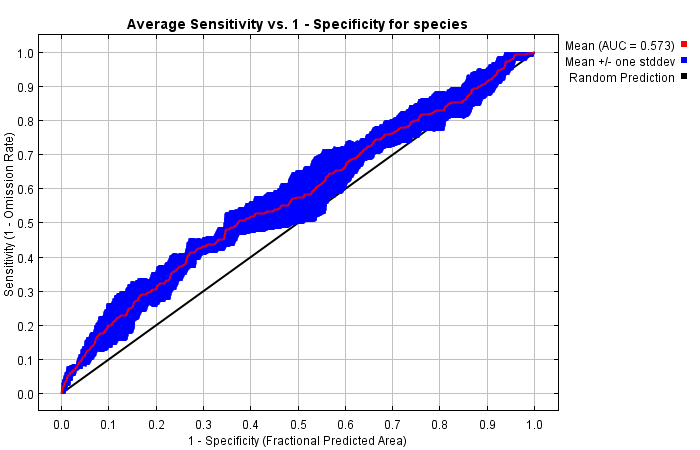 Average Sensitivity vs. 1 - Specificity for species
Mean (AUC = 0.573)
Mean +/- one stddev
Random Prediction
Sensitivity (1 - Omission Rate)
1.0
0.9
0.8
0.7
0.6
0.5
0.4
0.3
0.2
0.1
0.0
0.0 0.1 0.2 0.3 0.4 0.5 0.6 0.7 0.8 0.9 1.0
1 - Specificity (Fractional Predicted Area)